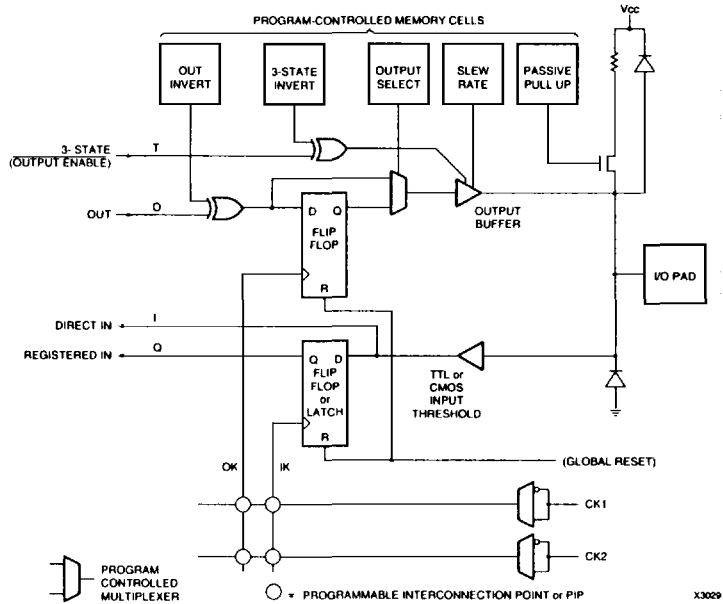 PROGRAM-CONTROLLED MEMORY CELLS
Vcc
OUT
INVERT
3-STATE
INVERT
OUTPUT
SELECT
SLEW
RATE
PASSIVE
PULL UP
3- STATE
(OUTPUT ENABLE)
T
OUT
O
D Q
FLIP
FLOP
R
OUTPUT
BUFFER
I/O PAD
DIRECT IN
I
REGISTERED IN
Q
Q D
FLIP
FLOP
or
LATCH
R
TTL or
CMOS
INPUT
THRESHOLD
OK
IK
(GLOBAL RESET)
CK1
CK2
PROGRAM
CONTROLLED
MULTIPLEXER
= PROGRAMMABLE INTERCONNECTION POINT or PIP
X3029